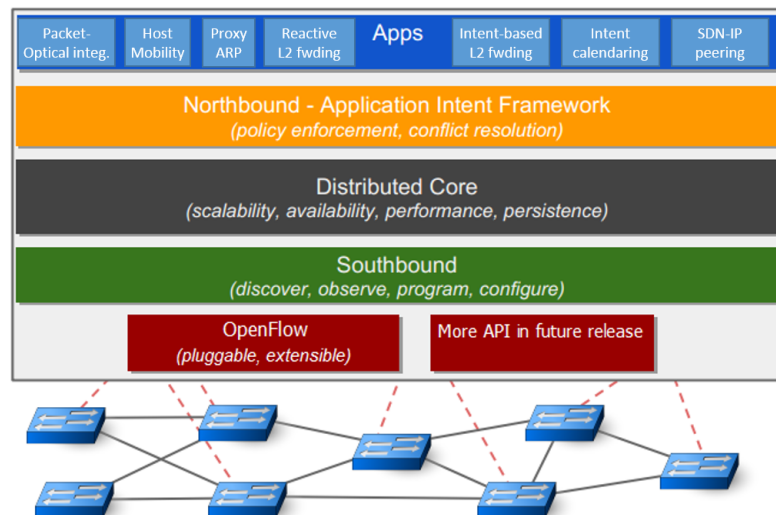 Packet-
Optical integ.
Host
Mobility
Proxy
ARP
Reactive
L2 fwding
Apps
Intent-based
L2 fwding
Intent
calendaring
SDN-IP
peering
Northbound - Application Intent Framework
(policy enforcement, conflict resolution)
Distributed Core
(scalability, availability, performance, persistence)
Southbound
(discover, observe, program, configure)
OpenFlow
(pluggable, extensible)
More API in future release